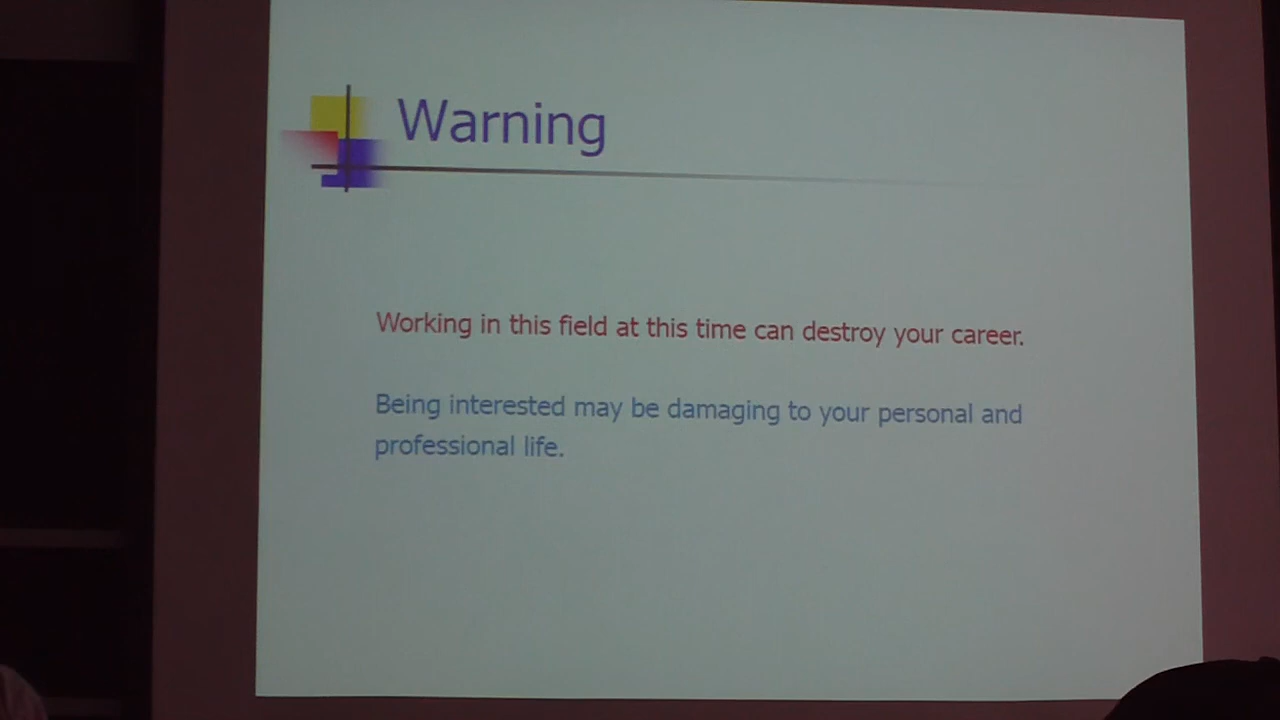 Warning
Working in this field at this time can destroy your career.
Being interested may be damaging to your personal and
professional life.